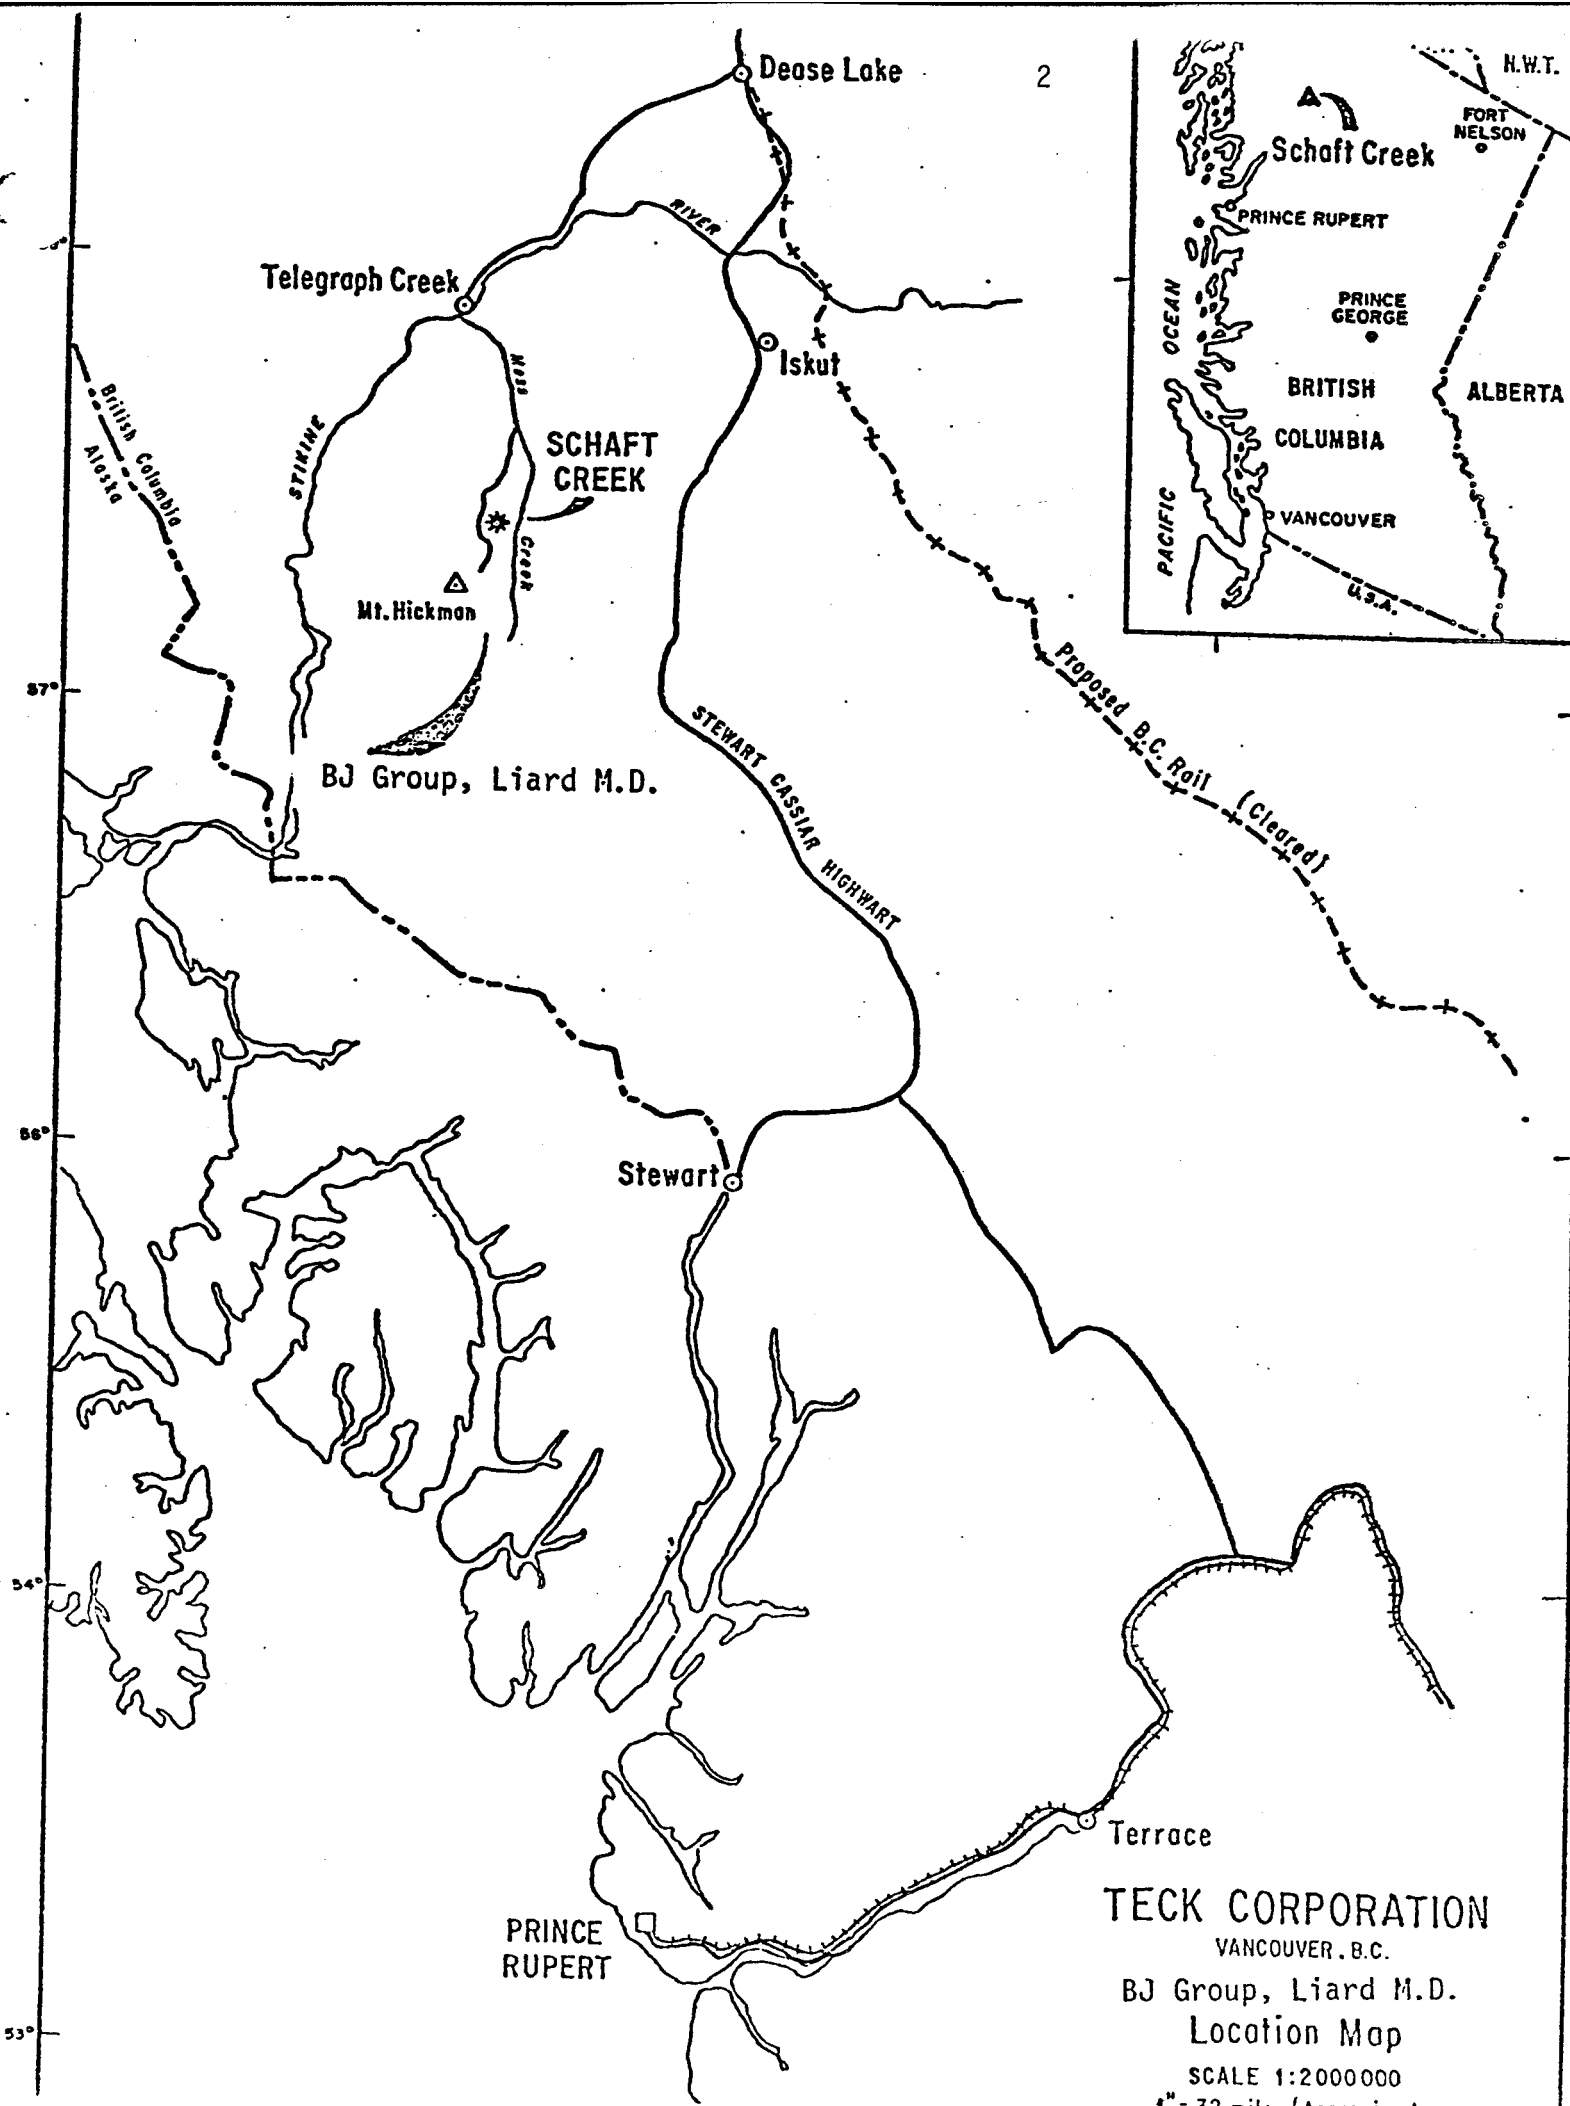 2
Dease Lake
N.W.T.
FORT
NELSON
Schaft Creek
PRINCE RUPERT
PRINCE
GEORGE
PACIFIC OCEAN
BRITISH
COLUMBIA
ALBERTA
VANCOUVER
U.S.A.
RIVER
Telegraph Creek
Iskut
British Columbia
Alaska
STIKINE
Mess
Creek
SCHAFT
CREEK
Mt. Hickman
57°
BJ Group, Liard M.D.
STEWART CASSIAR HIGHWART
Proposed B.C. Rail (Cleared)
56°
Stewart
54°
Terrace
PRINCE
RUPERT
53°
TECK CORPORATION
VANCOUVER, B.C.
BJ Group, Liard M.D.
Location Map
SCALE 1:2000000
1"=32